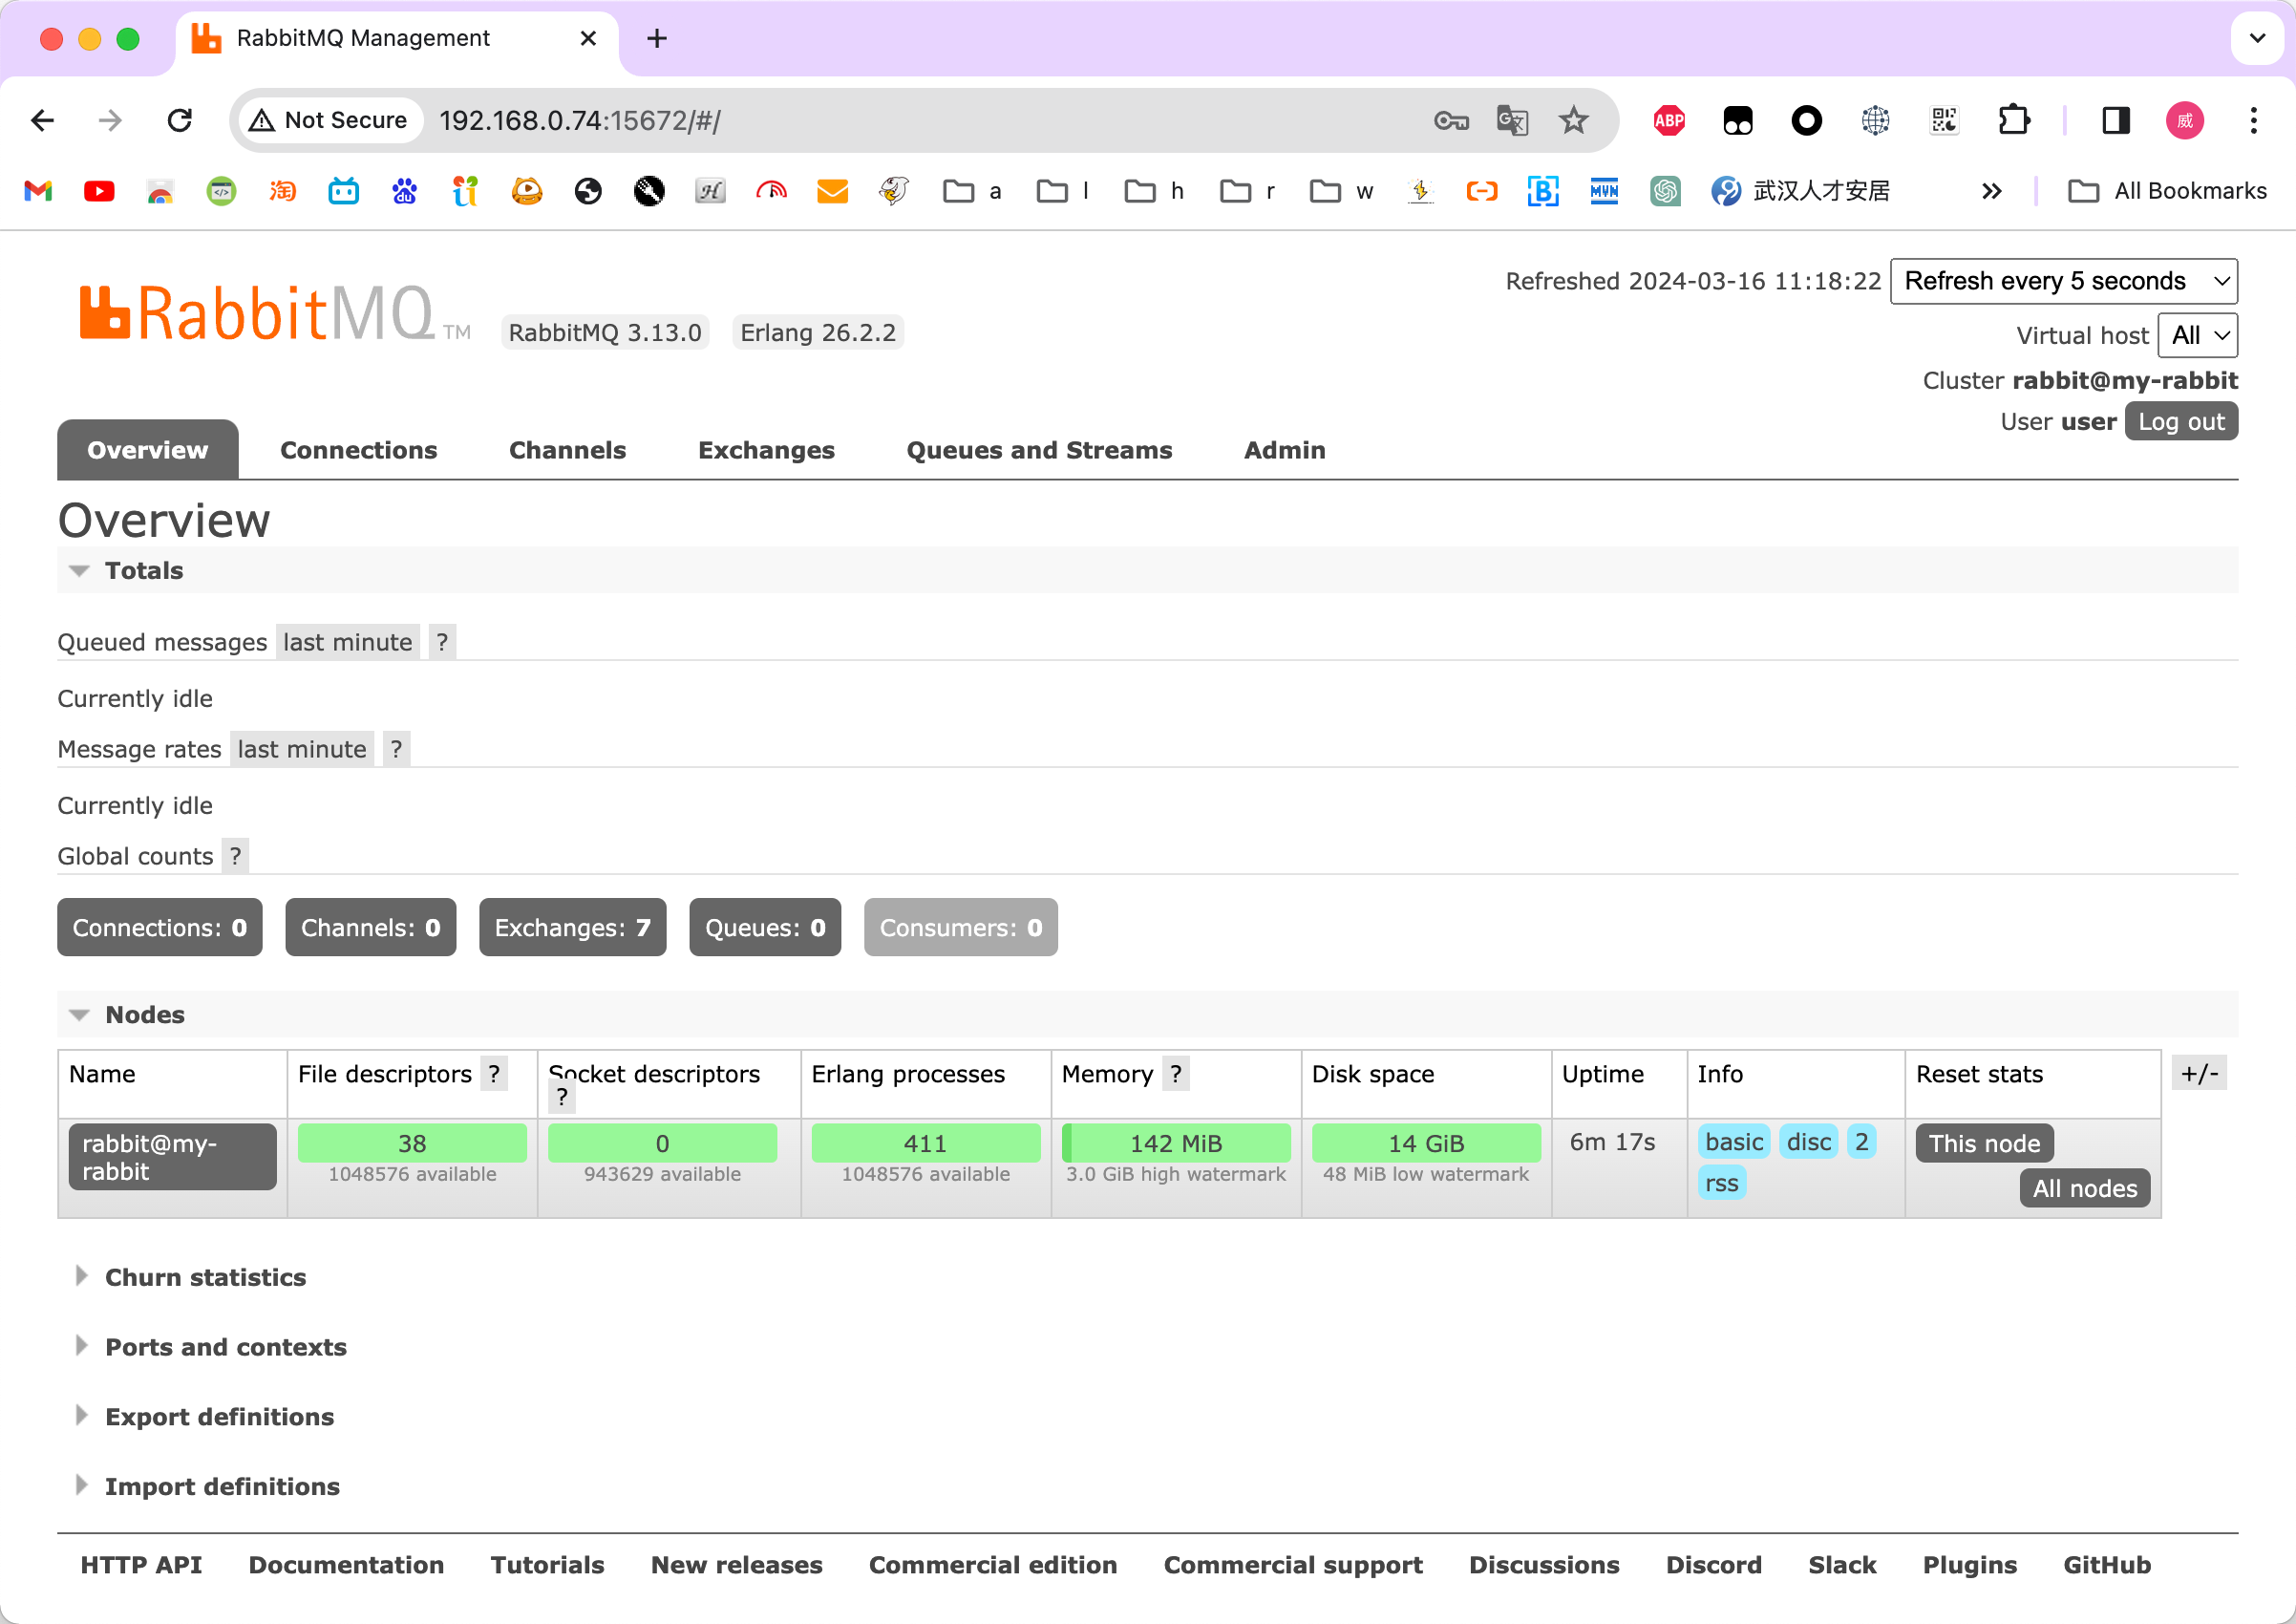 RabbitMQ Management
Not Secure 192.168.0.74:15672/#/
ABP
威
du
a
l
h
r
w
武汉人才安居
All Bookmarks
RabbitMQ TM
RabbitMQ 3.13.0
Erlang 26.2.2
Refreshed 2024-03-16 11:18:22 Refresh every 5 seconds
Virtual host All
Cluster rabbit@my-rabbit
User user Log out
Overview Connections Channels Exchanges Queues and Streams Admin
Overview
Totals
Queued messages last minute ?
Currently idle
Message rates last minute ?
Currently idle
Global counts ?
Connections: 0 Channels: 0 Exchanges: 7 Queues: 0 Consumers: 0
Nodes
Name File descriptors ? Socket descriptors ? Erlang processes Memory ? Disk space Uptime Info Reset stats +/-
rabbit@my-rabbit
38
1048576 available
0
943629 available
411
1048576 available
142 MiB
3.0 GiB high watermark
14 GiB
48 MiB low watermark
6m 17s
basic disc 2
rss
This node
All nodes
Churn statistics
Ports and contexts
Export definitions
Import definitions
HTTP API Documentation Tutorials New releases Commercial edition Commercial support Discussions Discord Slack Plugins GitHub